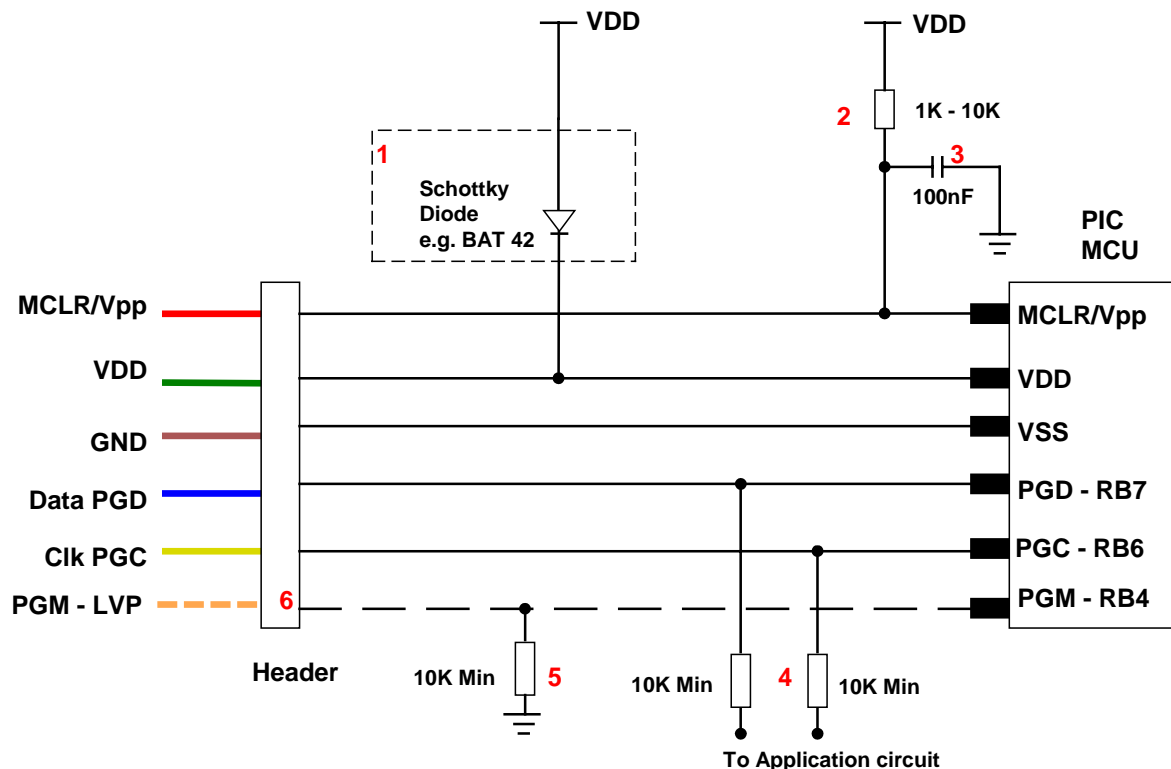 VDD
VDD
1
2
1K - 10K
3
100nF
Schottky
Diode
e.g. BAT 42
PIC
MCU
MCLR/Vpp
MCLR/Vpp
VDD
VDD
GND
VSS
Data PGD
PGD - RB7
Clk PGC
PGC - RB6
PGM - LVP
6
PGM - RB4
Header
10K Min
5
10K Min
4
10K Min
To Application circuit